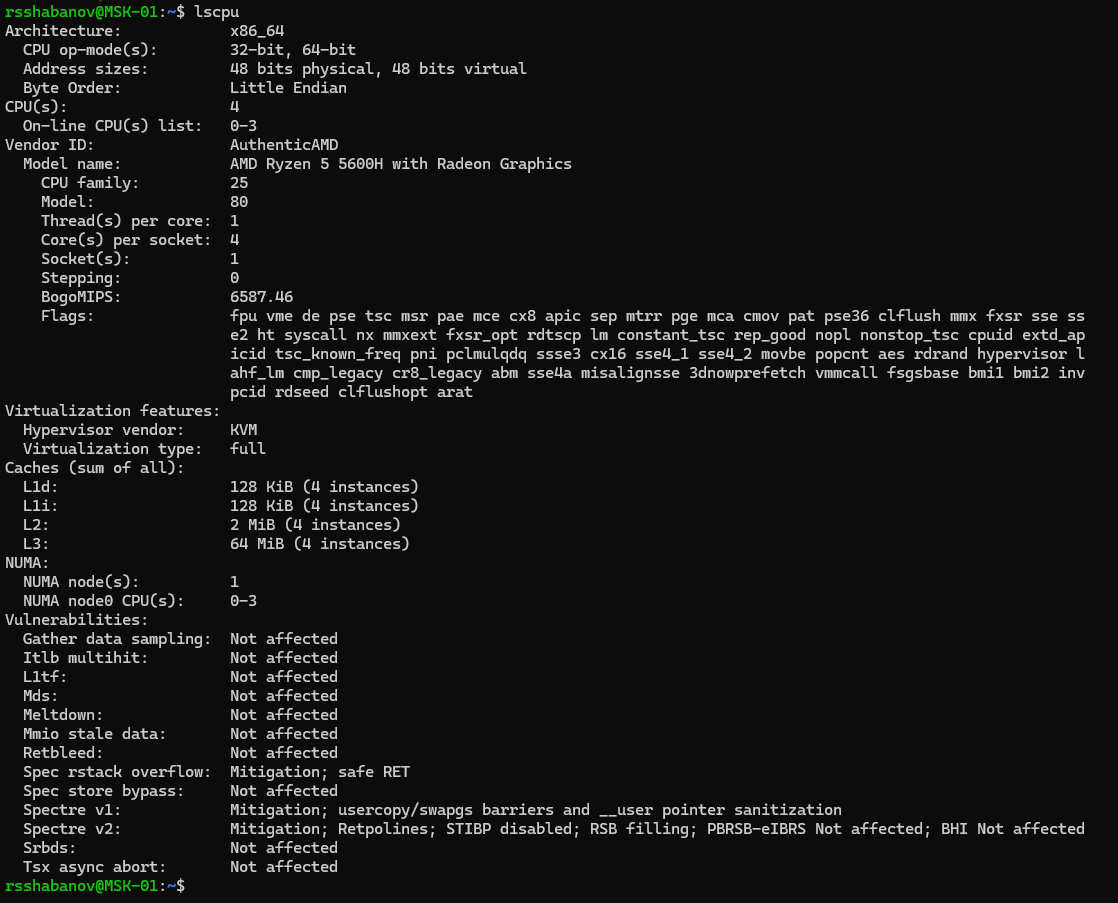 rsshabanov@MSK-01:~$ lscpu
Architecture: x86_64
CPU op-mode(s): 32-bit, 64-bit
Address sizes: 48 bits physical, 48 bits virtual
Byte Order: Little Endian
CPU(s): 4
On-line CPU(s) list: 0-3
Vendor ID: AuthenticAMD
Model name: AMD Ryzen 5 5600H with Radeon Graphics
CPU family: 25
Model: 80
Thread(s) per core: 1
Core(s) per socket: 4
Socket(s): 1
Stepping: 0
BogoMIPS: 6587.46
Flags: fpu vme de pse tsc msr pae mce cx8 apic sep mtrr pge mca cmov pat pse36 clflush mmx fxsr sse ss
e2 ht syscall nx mmxext fxsr_opt rdtscp lm constant_tsc rep_good nopl nonstop_tsc cpuid extd_ap
icid tsc_known_freq pni pclmulqdq ssse3 cx16 sse4_1 sse4_2 movbe popcnt aes rdrand hypervisor l
ahf_lm cmp_legacy cr8_legacy abm sse4a misalignsse 3dnowprefetch vmmcall fsgsbase bmi1 bmi2 inv
pcid rdseed clflushopt arat
Virtualization features:
Hypervisor vendor: KVM
Virtualization type: full
Caches (sum of all):
L1d: 128 KiB (4 instances)
L1i: 128 KiB (4 instances)
L2: 2 MiB (4 instances)
L3: 64 MiB (4 instances)
NUMA:
NUMA node(s): 1
NUMA node0 CPU(s): 0-3
Vulnerabilities:
Gather data sampling: Not affected
Itlb multihit: Not affected
L1tf: Not affected
Mds: Not affected
Meltdown: Not affected
Mmio stale data: Not affected
Retbleed: Not affected
Spec rstack overflow: Mitigation; safe RET
Spec store bypass: Not affected
Spectre v1: Mitigation; usercopy/swapgs barriers and __user pointer sanitization
Spectre v2: Mitigation; Retpolines; STIBP disabled; RSB filling; PBRSB-eIBRS Not affected; BHI Not affected
Srbds: Not affected
Tsx async abort: Not affected
rsshabanov@MSK-01:~$